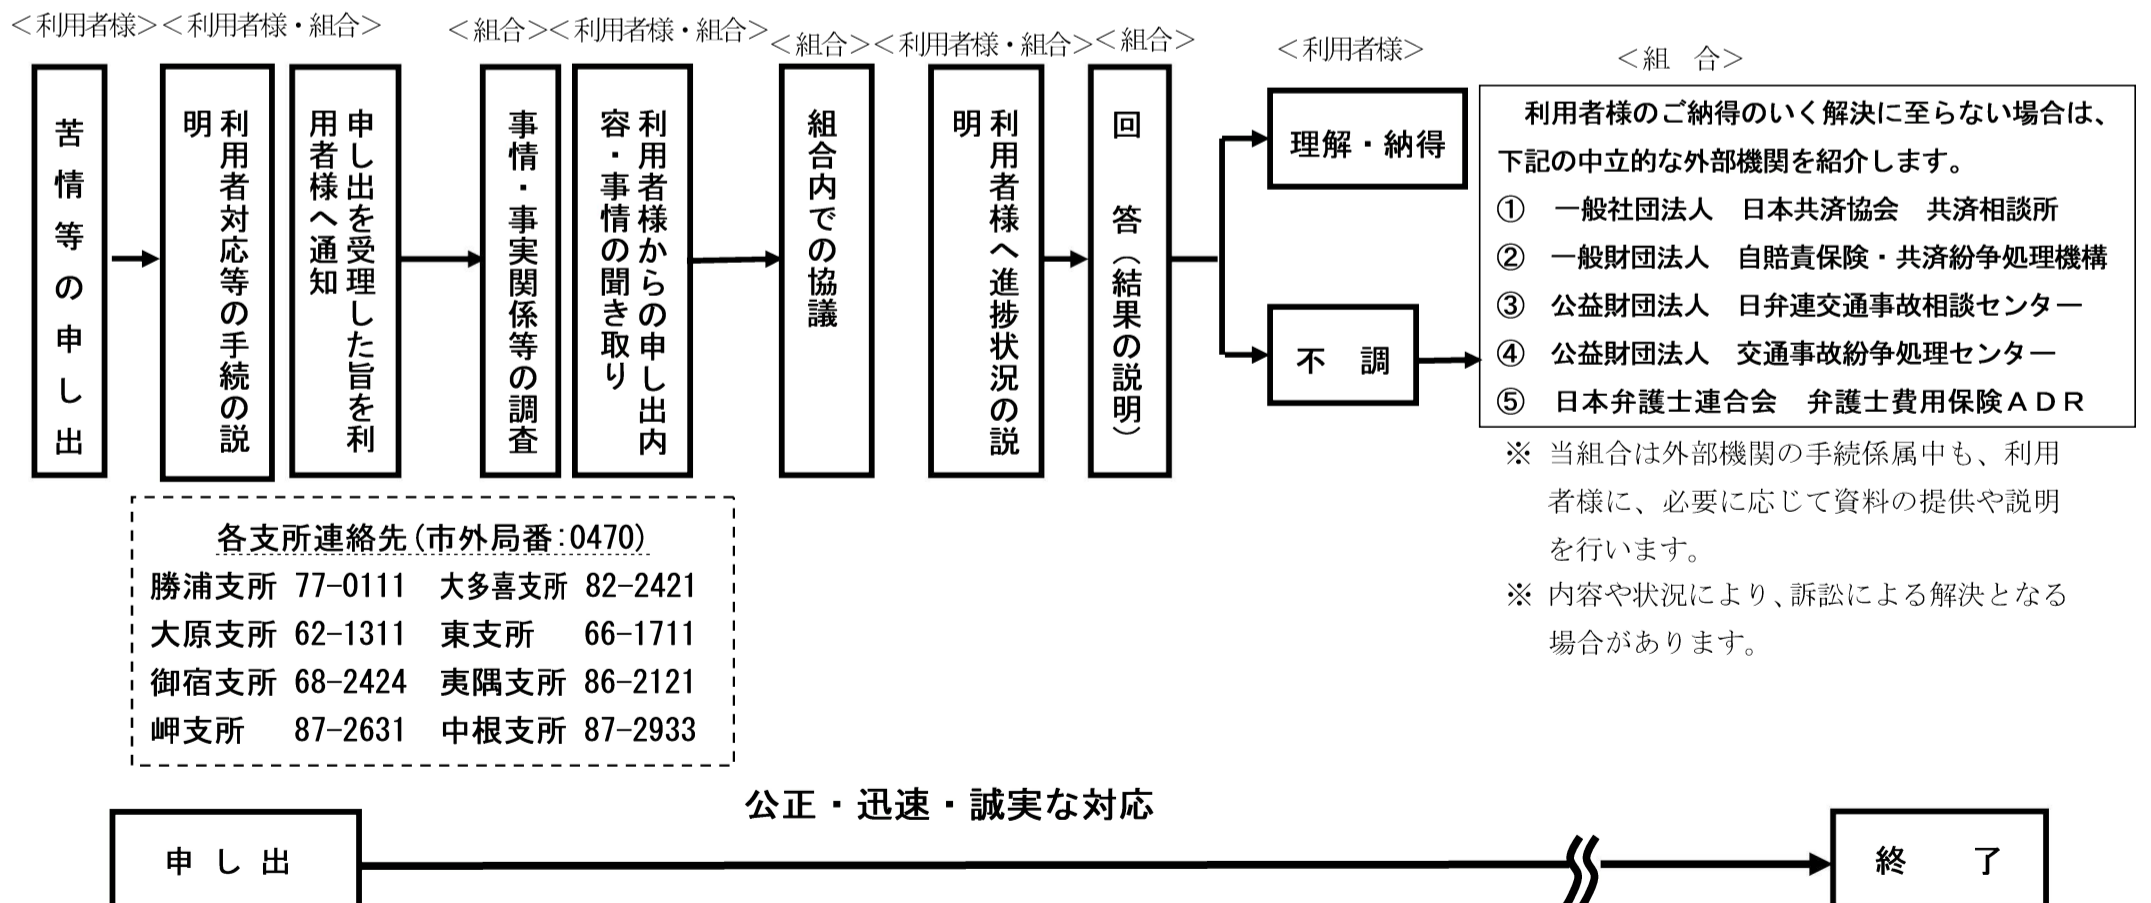 ＜利用者様＞
＜利用者様・組合＞
＜組合＞
＜利用者様・組合＞
＜組合＞
＜利用者様・組合＞
＜組合＞
＜利用者様＞
＜組　合＞
苦情等の申し出
利用者対応等の手続の説
明
申し出を受理した旨を利
用者様へ通知
事情・事実関係等の調査
利用者様からの申し出内
容・事情の聞き取り
組合内での協議
利用者様へ進捗状況の説
明
回　答（結果の説明）
理解・納得
不　調
利用者様のご納得のいく解決に至らない場合は、
下記の中立的な外部機関を紹介します。
①　一般社団法人　日本共済協会　共済相談所
②　一般財団法人　自賠責保険・共済紛争処理機構
③　公益財団法人　日弁連交通事故相談センター
④　公益財団法人　交通事故紛争処理センター
⑤　日本弁護士連合会　弁護士費用保険ＡＤＲ
※ 当組合は外部機関の手続係属中も、利用
者様に、必要に応じて資料の提供や説明
を行います。
※ 内容や状況により、訴訟による解決となる
場合があります。
各支所連絡先(市外局番:0470)
勝浦支所 77-0111　大多喜支所 82-2421
大原支所 62-1311　東支所　 66-1711
御宿支所 68-2424　夷隅支所 86-2121
岬支所　 87-2631　中根支所 87-2933
公正・迅速・誠実な対応
申し出
終　了